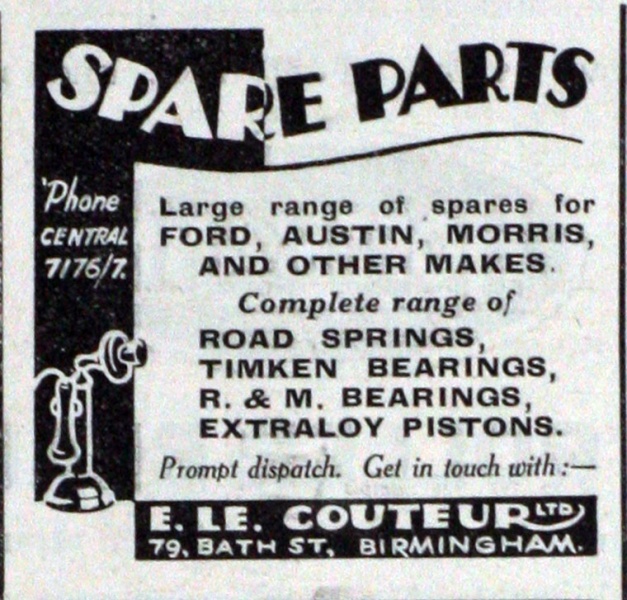 SPARE PARTS
'Phone
CENTRAL
7176/7.
Large range of spares for
FORD, AUSTIN, MORRIS,
AND OTHER MAKES.
Complete range of
ROAD SPRINGS,
TIMKEN BEARINGS,
R. & M. BEARINGS,
EXTRALOY PISTONS.
Prompt dispatch. Get in touch with :—
E. LE. COUTEUR LTD
79, BATH ST, BIRMINGHAM.